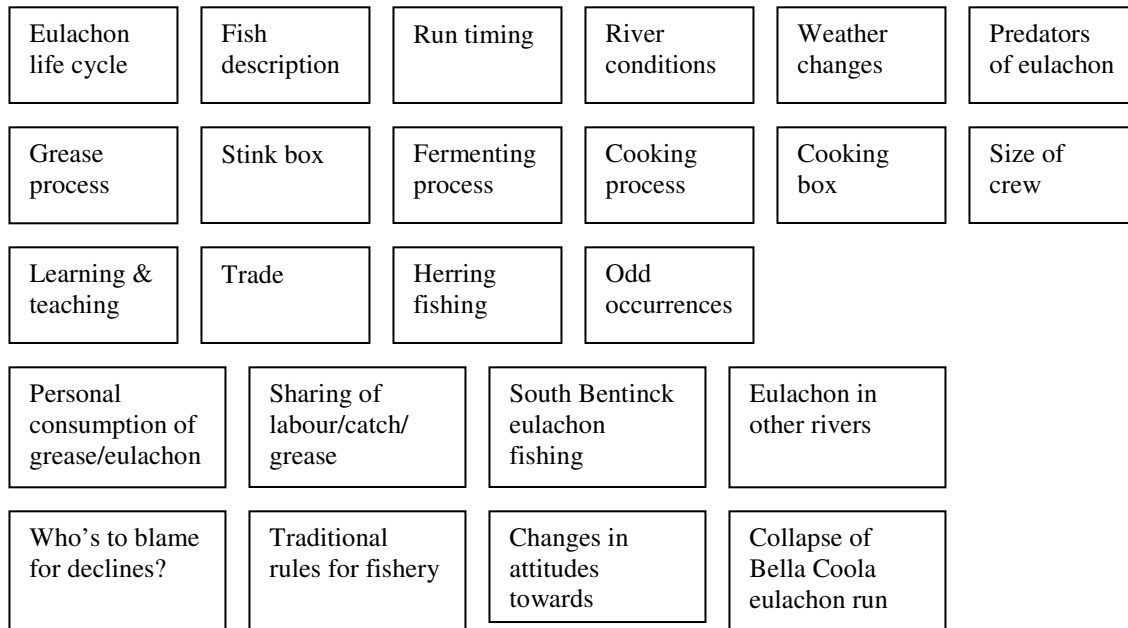 Eulachon
life cycle
Fish
description
Run timing
River
conditions
Weather
changes
Predators
of eulachon
Grease
process
Stink box
Fermenting
process
Cooking
process
Cooking
box
Size of
crew
Learning &
teaching
Trade
Herring
fishing
Odd
occurrences
Personal
consumption of
grease/eulachon
Sharing of
labour/catch/
grease
South Bentinck
eulachon
fishing
Eulachon in
other rivers
Who's to blame
for declines?
Traditional
rules for fishery
Changes in
attitudes
towards
Collapse of
Bella Coola
eulachon run